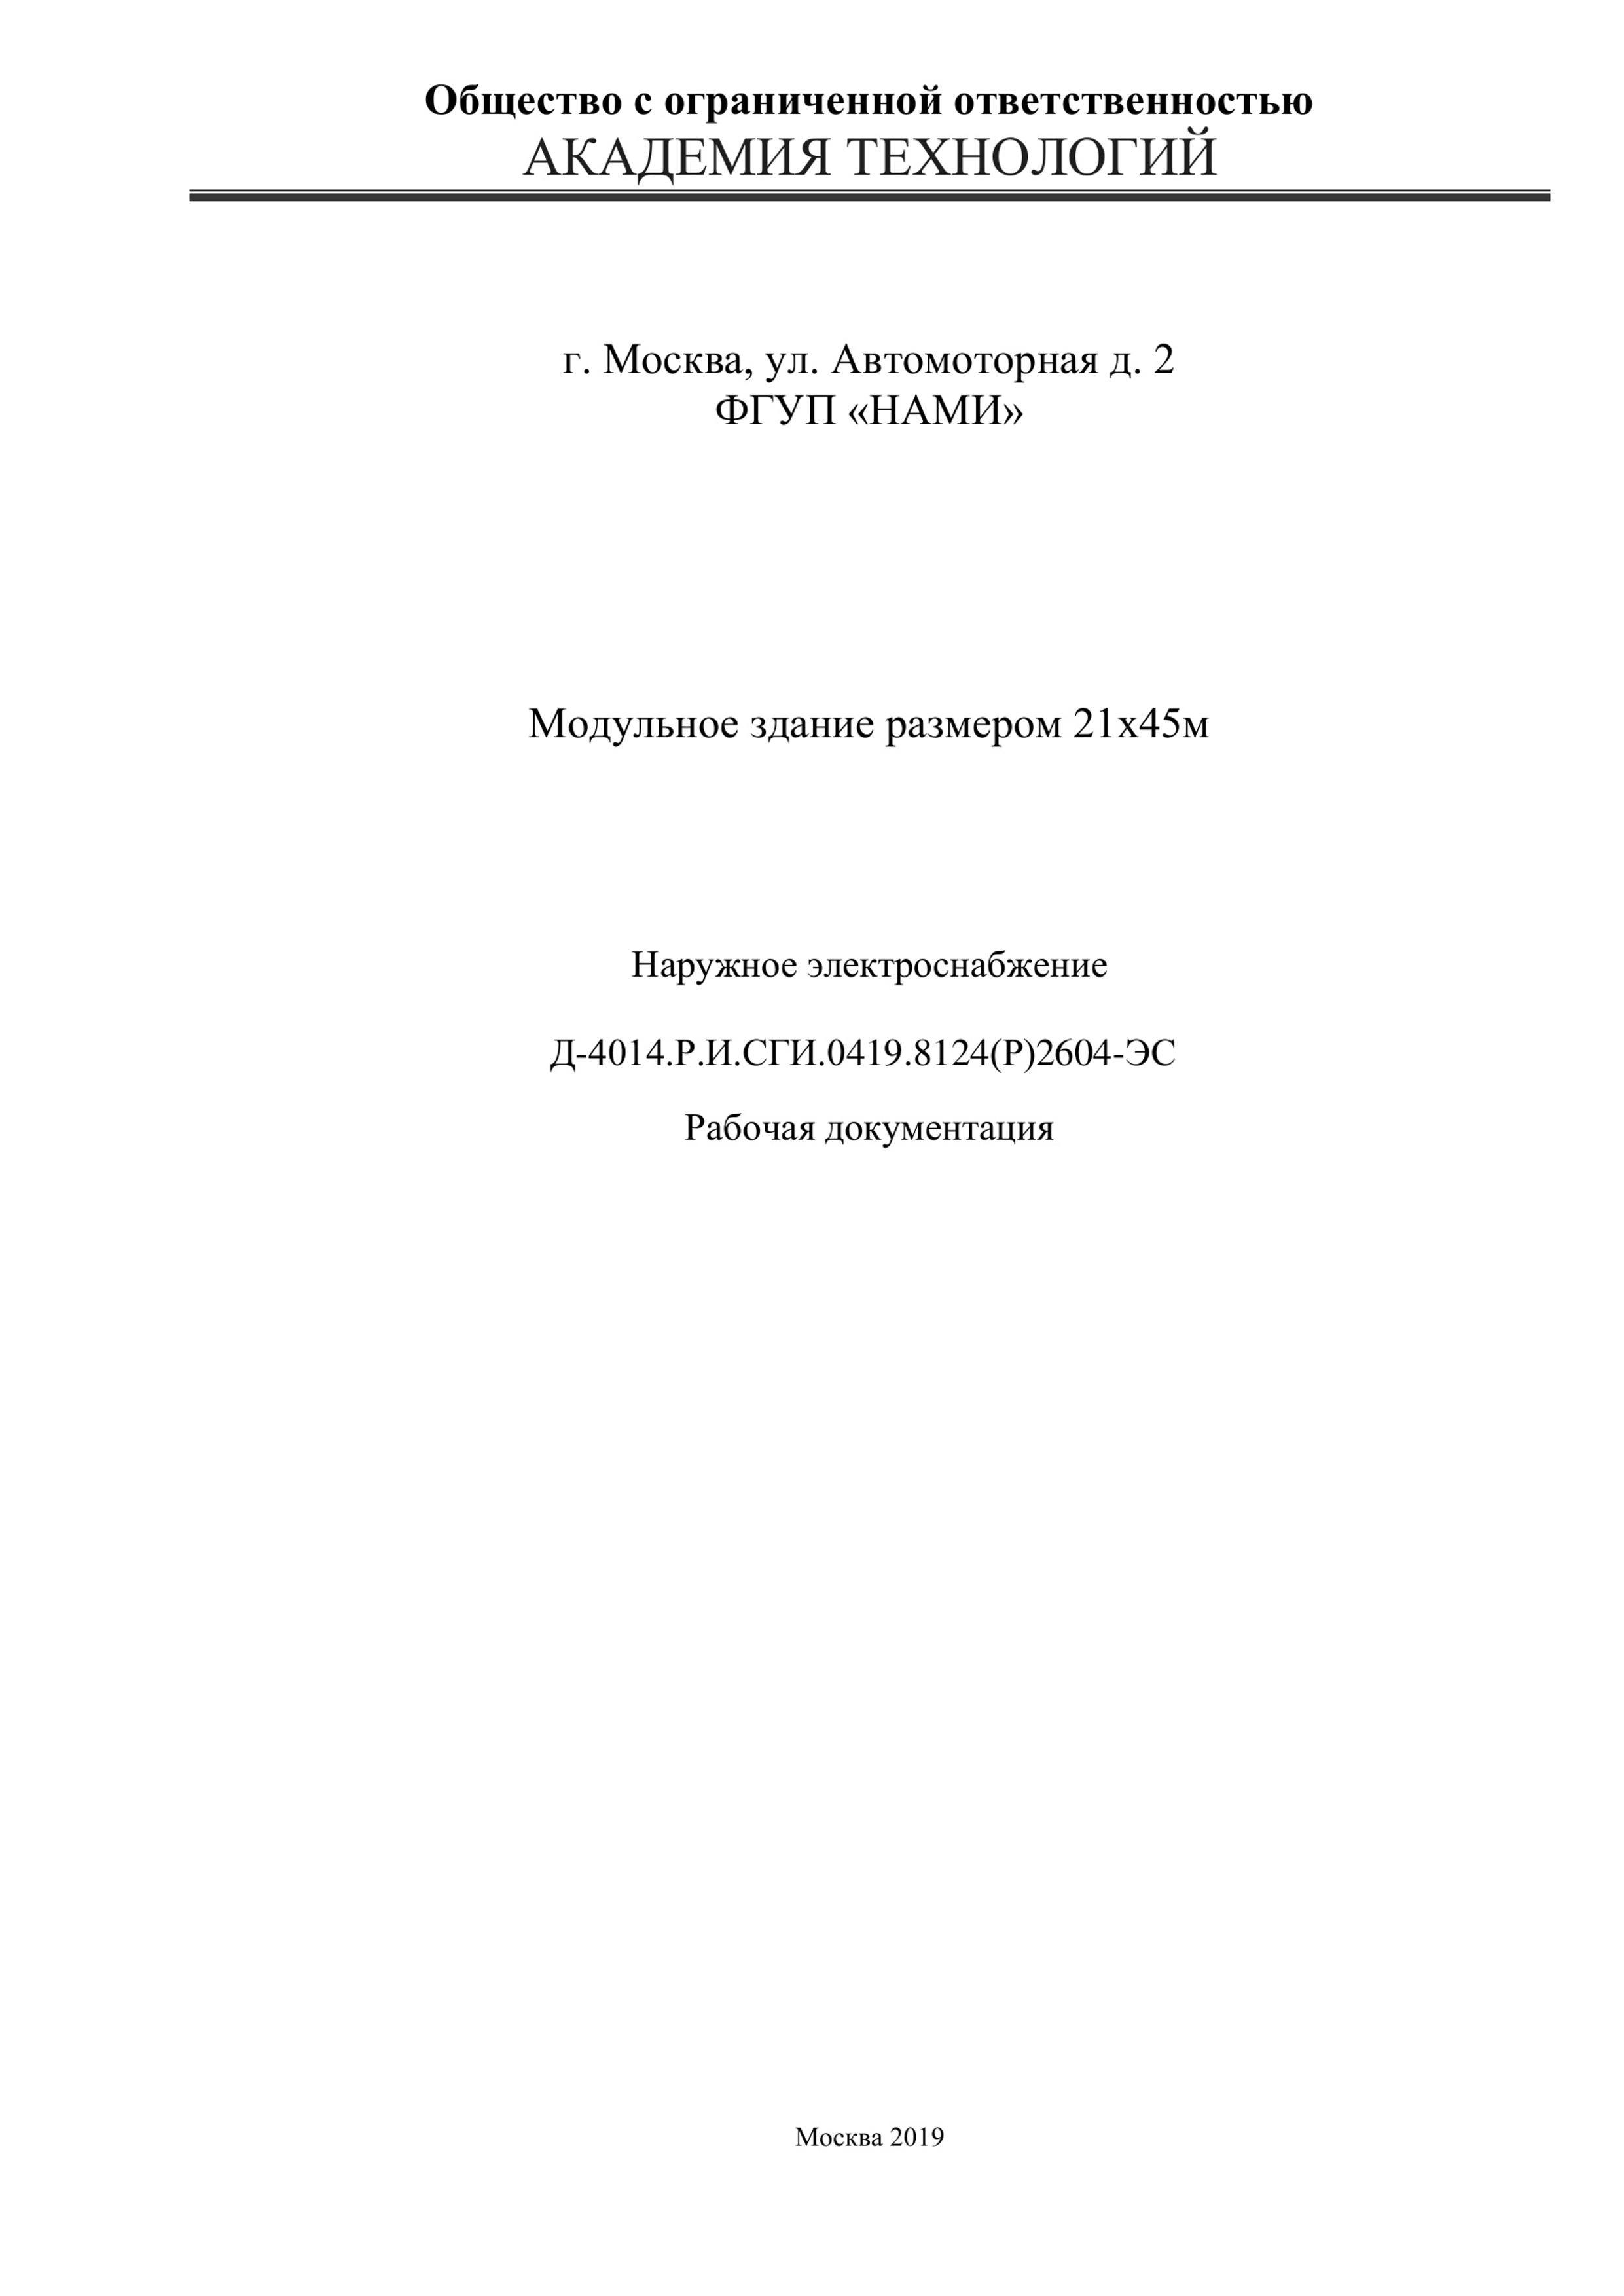 Общество с ограниченной ответственностью
АКАДЕМИЯ ТЕХНОЛОГИЙ
г. Москва, ул. Автомоторная д. 2
ФГУП «НАМИ»
Модульное здание размером 21х45м
Наружное электроснабжение
Д-4014.Р.И.СГИ.0419.8124(Р)2604-ЭС
Рабочая документация
Москва 2019